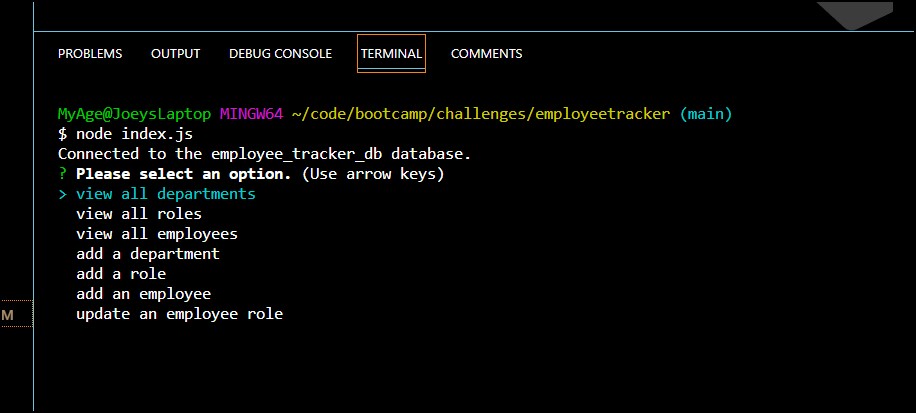 PROBLEMS OUTPUT DEBUG CONSOLE TERMINAL COMMENTS
MyAge@JoeysLaptop MINGW64 ~/code/bootcamp/challenges/employeetracker (main)
$ node index.js
Connected to the employee_tracker_db database.
? Please select an option. (Use arrow keys)
> view all departments
view all roles
view all employees
add a department
add a role
add an employee
M
update an employee role